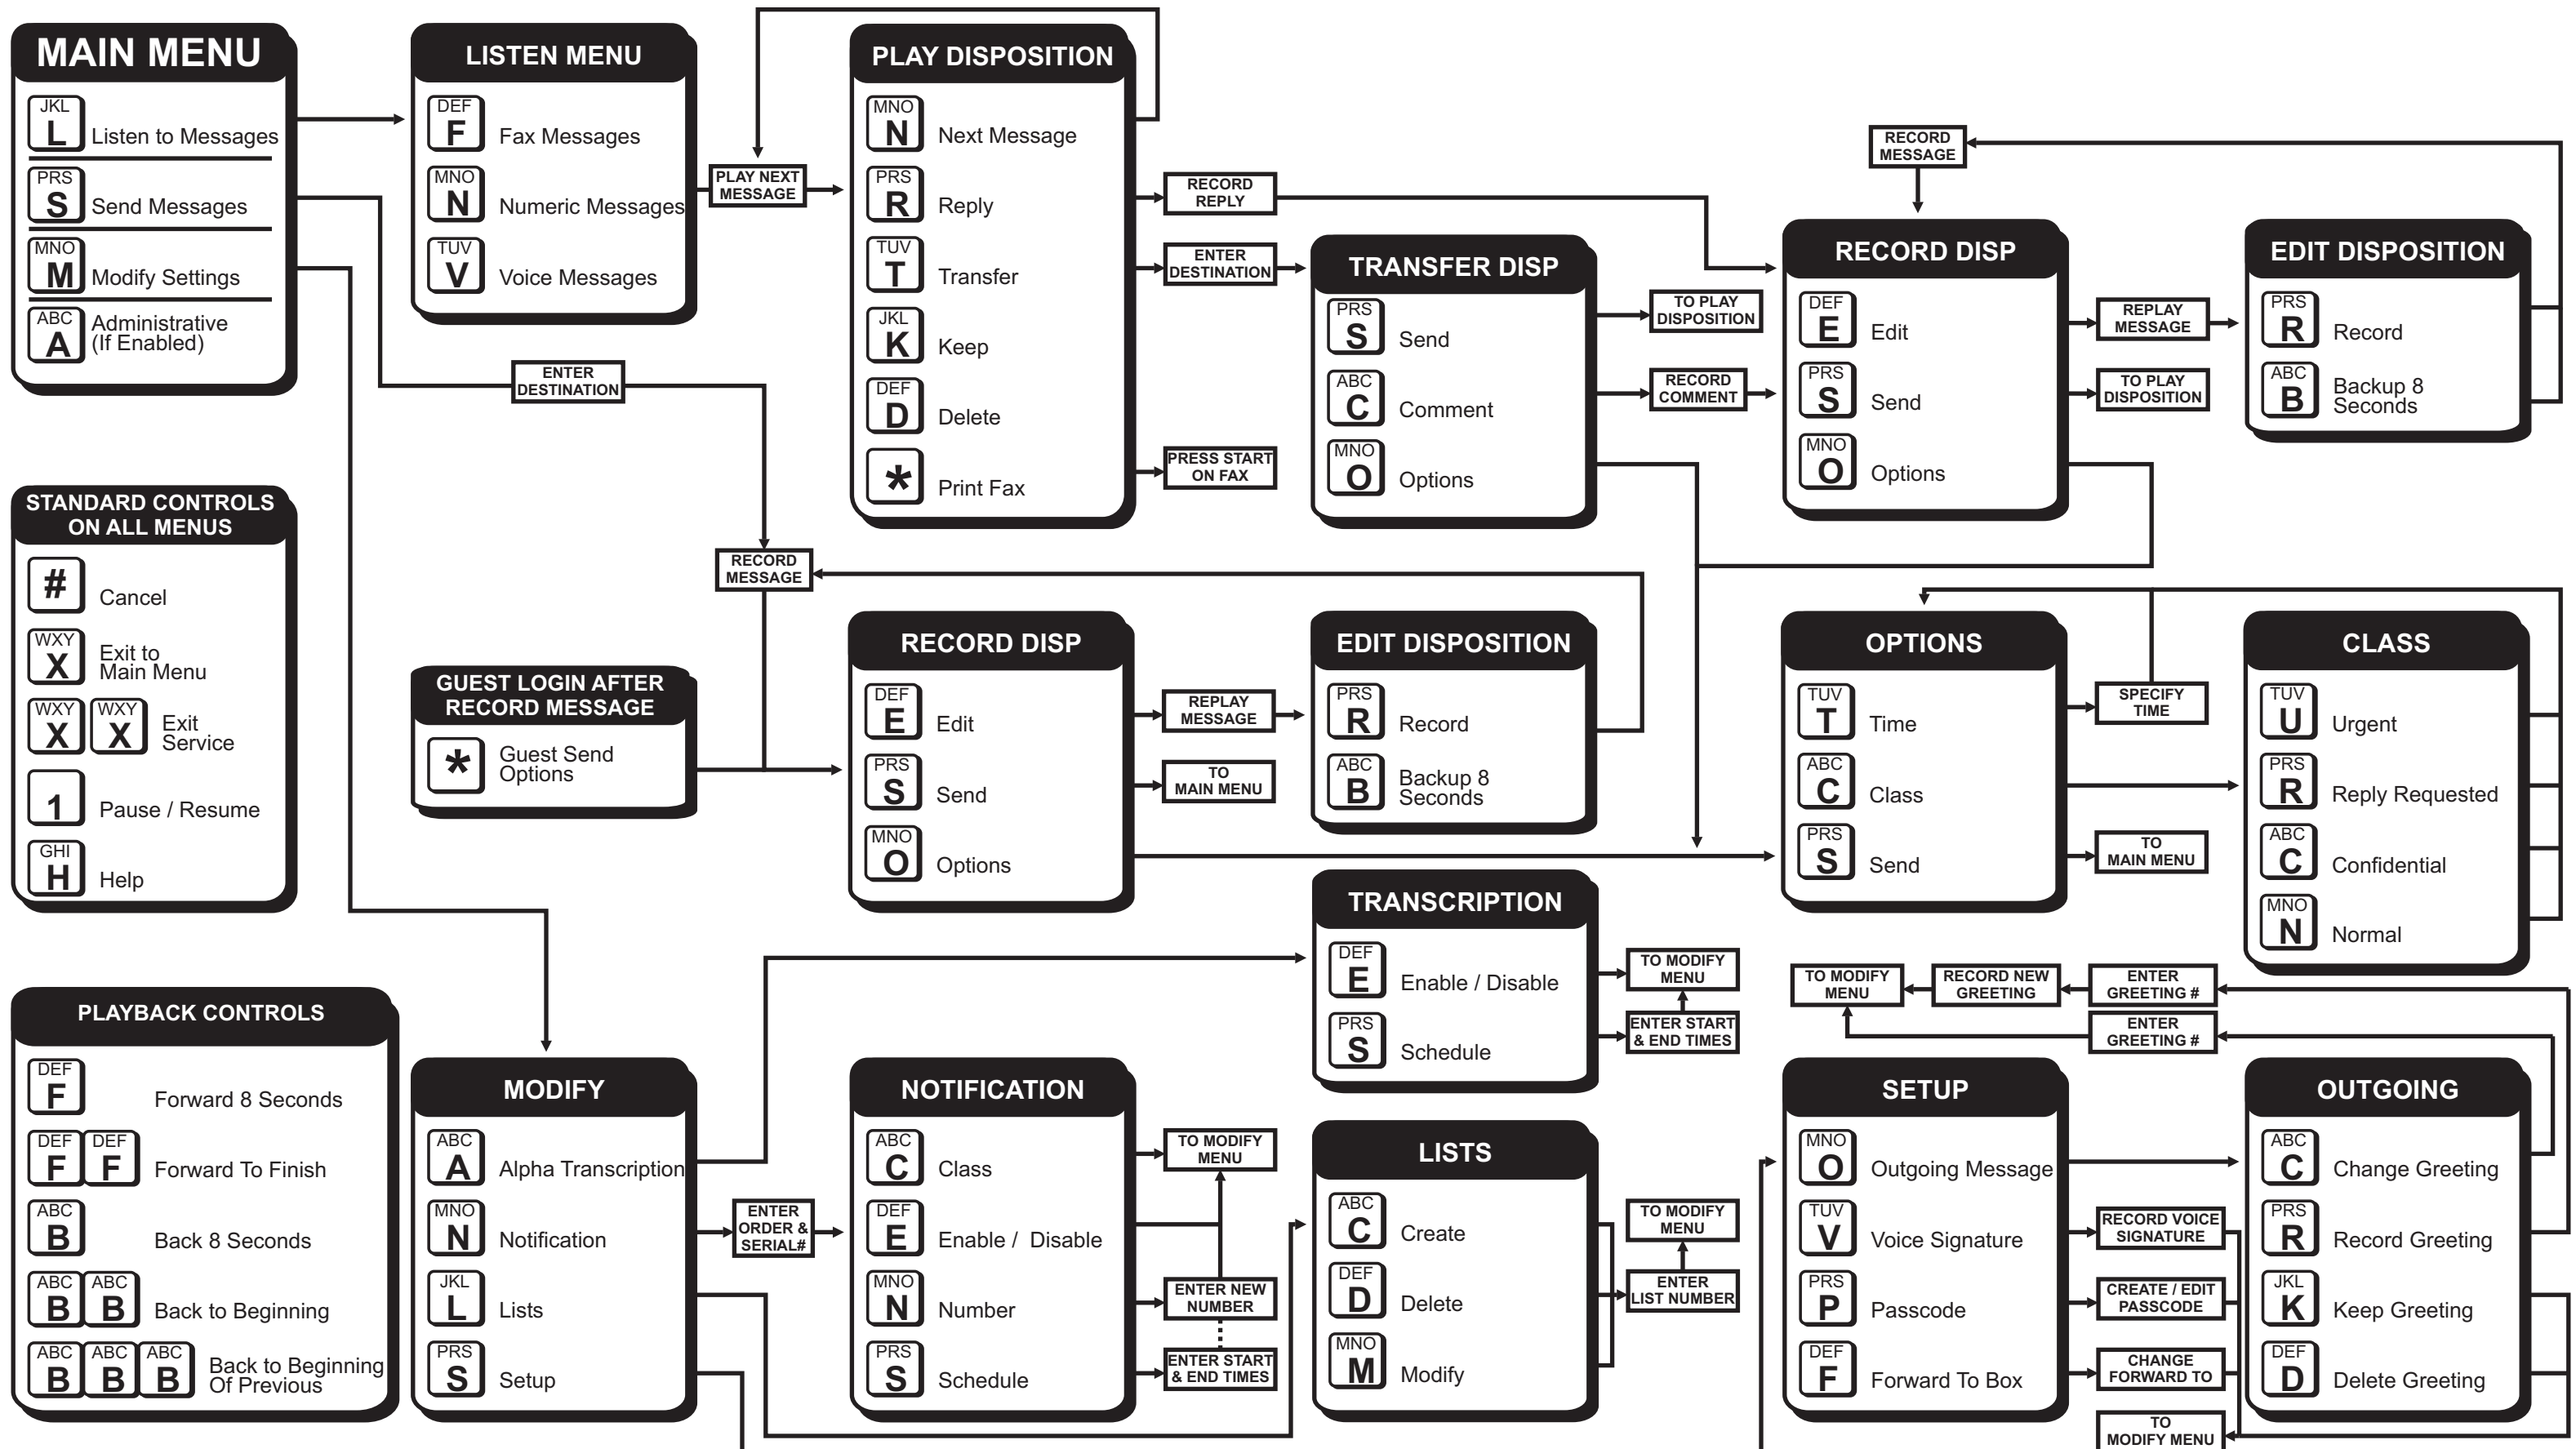 MAIN MENU
JKL
L Listen to Messages
PRS
S Send Messages
MNO
M Modify Settings
ABC
A Administrative
(If Enabled)
STANDARD CONTROLS
ON ALL MENUS
# Cancel
WXY
X Exit to
Main Menu
WXY WXY
X X Exit
Service
1 Pause / Resume
GHI
H Help
PLAYBACK CONTROLS
DEF
F Forward 8 Seconds
DEF DEF
F F Forward To Finish
ABC
B Back 8 Seconds
ABC ABC
B B Back to Beginning
ABC ABC ABC
B B B Back to Beginning
Of Previous
LISTEN MENU
DEF
F Fax Messages
MNO
N Numeric Messages
TUV
V Voice Messages
PLAY NEXT
MESSAGE
ENTER
DESTINATION
PLAY DISPOSITION
MNO
N Next Message
PRS
R Reply
TUV
T Transfer
JKL
K Keep
DEF
D Delete
* Print Fax
RECORD
REPLY
ENTER
DESTINATION
PRESS START
ON FAX
TRANSFER DISP
PRS
S Send
ABC
C Comment
MNO
O Options
TO PLAY
DISPOSITION
RECORD
COMMENT
RECORD
MESSAGE
RECORD DISP
DEF
E Edit
PRS
S Send
MNO
O Options
REPLAY
MESSAGE
TO PLAY
DISPOSITION
EDIT DISPOSITION
PRS
R Record
ABC
B Backup 8
Seconds
RECORD
MESSAGE
GUEST LOGIN AFTER
RECORD MESSAGE
* Guest Send
Options
RECORD DISP
DEF
E Edit
PRS
S Send
MNO
O Options
REPLAY
MESSAGE
TO
MAIN MENU
EDIT DISPOSITION
PRS
R Record
ABC
B Backup 8
Seconds
OPTIONS
TUV
T Time
ABC
C Class
PRS
S Send
SPECIFY
TIME
TO
MAIN MENU
CLASS
TUV
U Urgent
PRS
R Reply Requested
ABC
C Confidential
MNO
N Normal
TRANSCRIPTION
DEF
E Enable / Disable
PRS
S Schedule
TO MODIFY
MENU
ENTER START
& END TIMES
MODIFY
ABC
A Alpha Transcription
MNO
N Notification
JKL
L Lists
PRS
S Setup
ENTER
ORDER &
SERIAL#
NOTIFICATION
ABC
C Class
DEF
E Enable / Disable
MNO
N Number
PRS
S Schedule
TO MODIFY
MENU
ENTER NEW
NUMBER
ENTER START
& END TIMES
LISTS
ABC
C Create
DEF
D Delete
MNO
M Modify
TO MODIFY
MENU
ENTER
LIST NUMBER
TO MODIFY
MENU
RECORD NEW
GREETING
ENTER
GREETING #
ENTER
GREETING #
SETUP
MNO
O Outgoing Message
TUV
V Voice Signature
PRS
P Passcode
DEF
F Forward To Box
RECORD VOICE
SIGNATURE
CREATE / EDIT
PASSCODE
CHANGE
FORWARD TO
TO
MODIFY MENU
OUTGOING
ABC
C Change Greeting
PRS
R Record Greeting
JKL
K Keep Greeting
DEF
D Delete Greeting